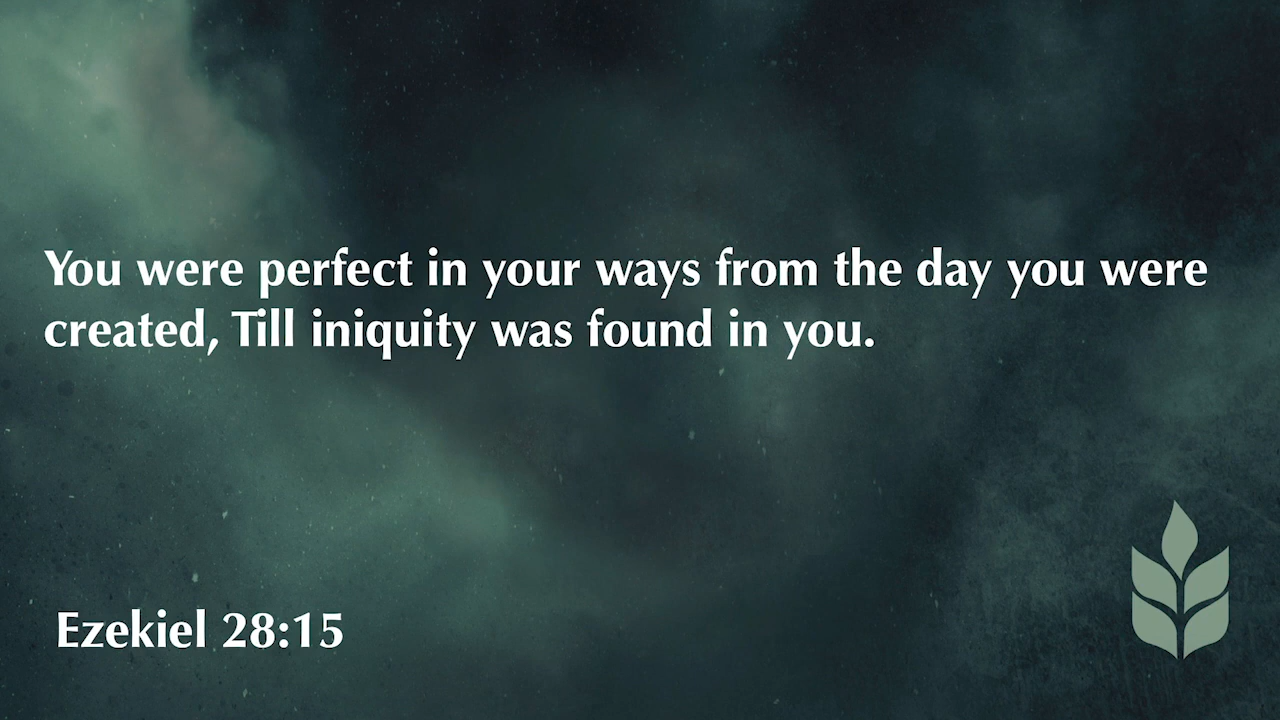 You were perfect in your ways from the day you were
created, Till iniquity was found in you.
Ezekiel 28:15